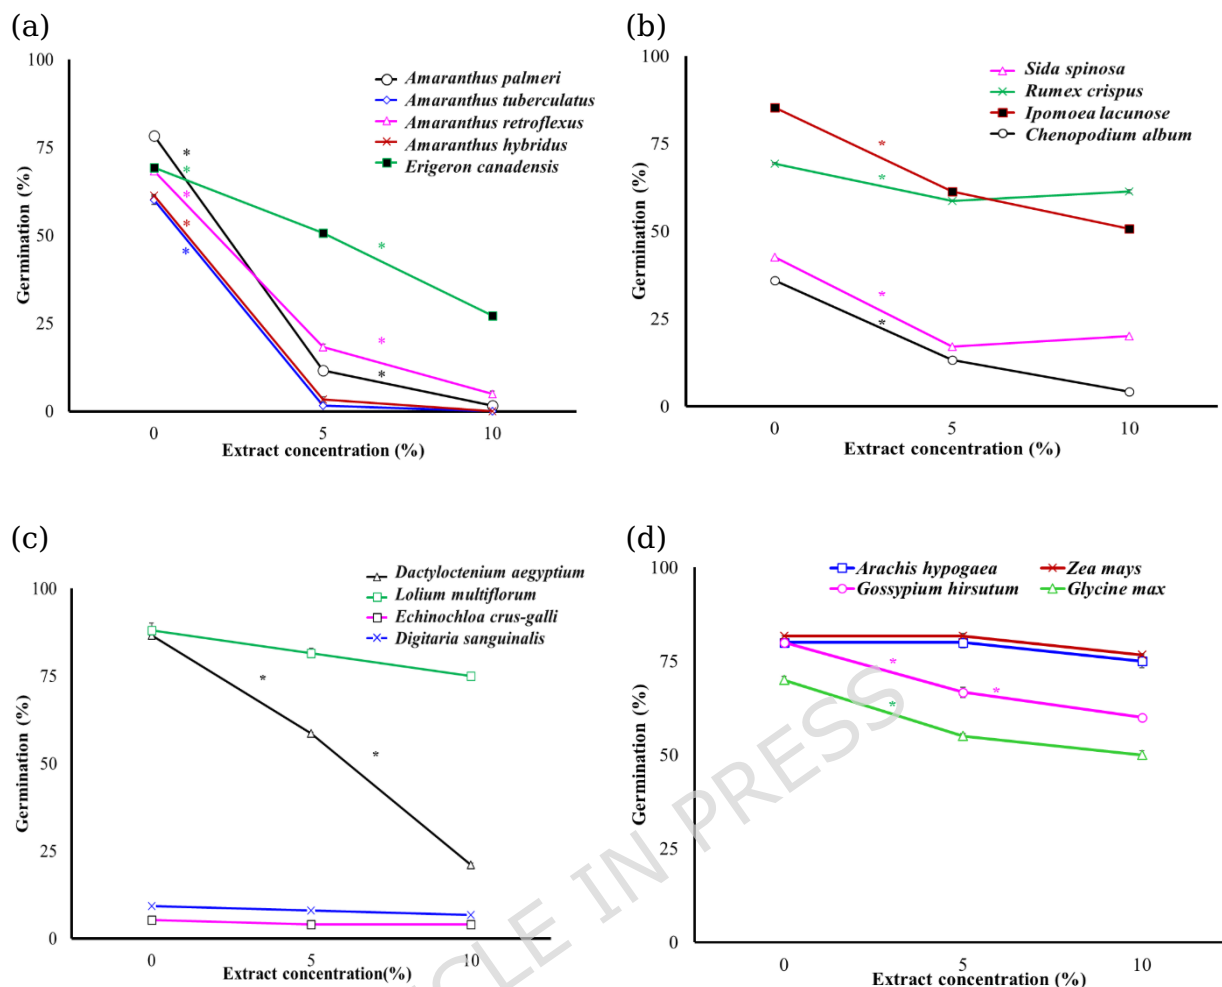 (a)
100
75
50
25
0
Germination (%)
Amaranthus palmeri
Amaranthus tuberculatus
Amaranthus retroflexus
Amaranthus hybridus
Erigeron canadensis
* * * * *
* * *
0 5 10
Extract concentration (%)
(b)
100
75
50
25
0
Germination (%)
Sida spinosa
Rumex crispus
Ipomoea lacunose
Chenopodium album
* * * *
0 5 10
Extract concentration (%)
(c)
100
75
50
25
0
Germination (%)
Dactyloctenium aegyptium
Lolium multiflorum
Echinochloa crus-galli
Digitaria sanguinalis
* *
0 5 10
Extract concentration(%)
(d)
100
75
50
25
0
Germination (%)
Arachis hypogaea Zea mays
Gossypium hirsutum Glycine max
* * *
0 5 10
Extract concentration (%)
CLE IN PRESS